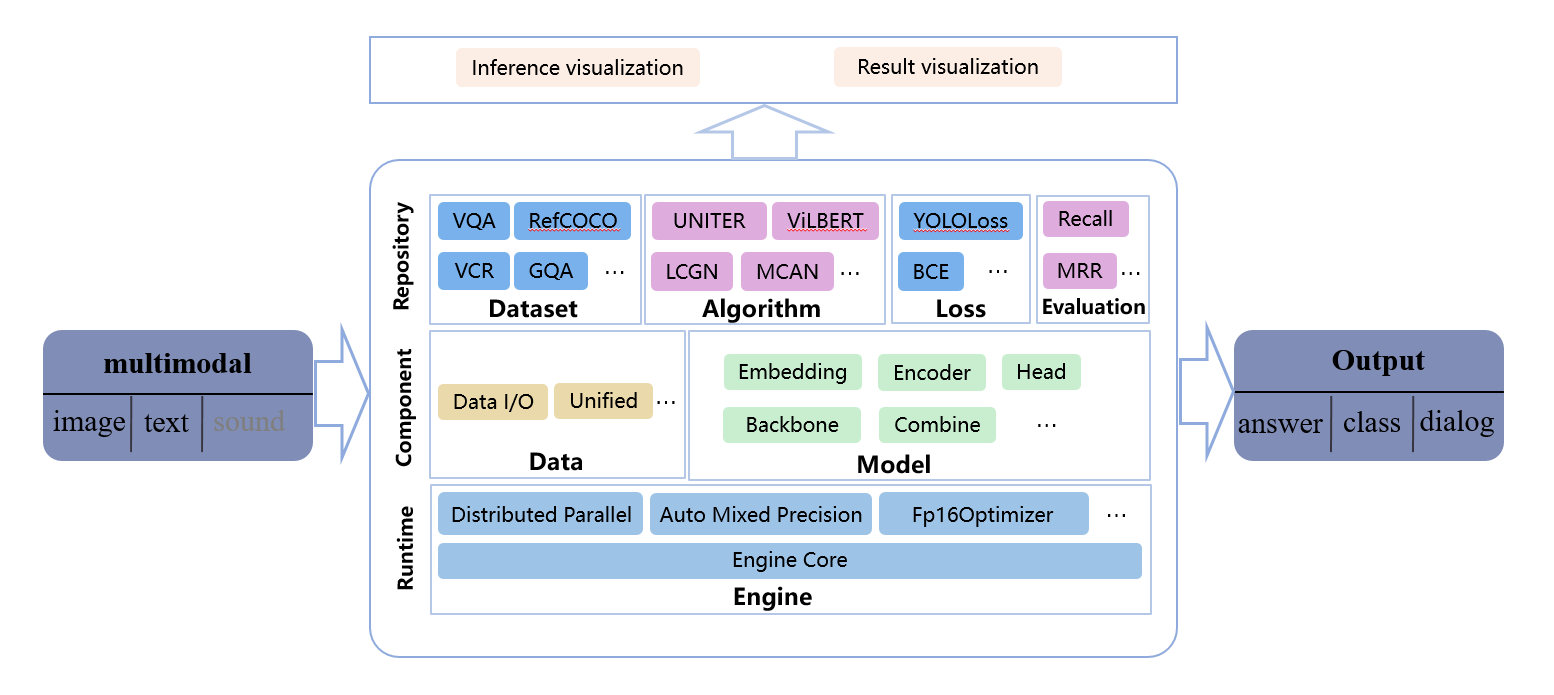 Inference visualization
Result visualization
Repository
VQA
RefCOCO
VCR
GQA
...
Dataset
UNITER
ViLBERT
LCGN
MCAN
...
Algorithm
YOLOLoss
BCE
...
Loss
Recall
MRR
...
Evaluation
multimodal
image
text
sound
Component
Data I/O
Unified
...
Data
Embedding
Encoder
Head
Backbone
Combine
...
Model
Output
answer
class
dialog
Runtime
Distributed Parallel
Auto Mixed Precision
Fp16Optimizer
...
Engine Core
Engine